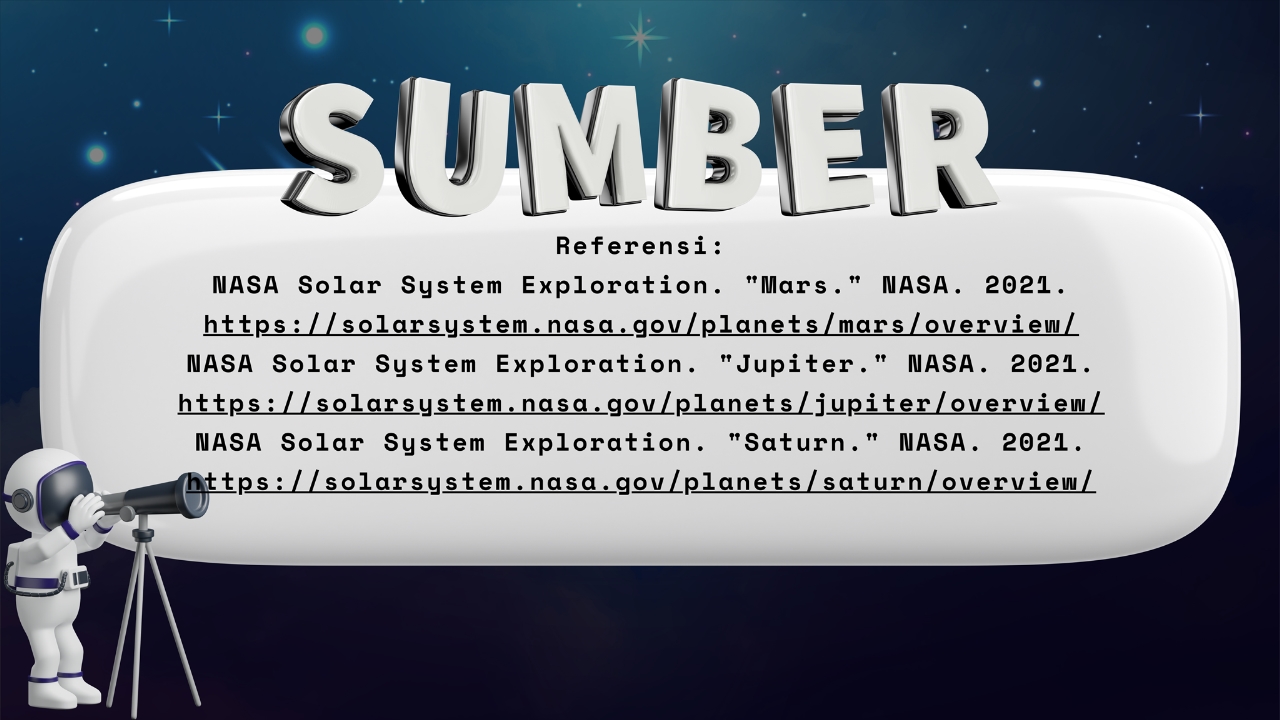 SUMBER
Referensi:
NASA Solar System Exploration. "Mars." NASA. 2021.
https://solarsystem.nasa.gov/planets/mars/overview/
NASA Solar System Exploration. "Jupiter." NASA. 2021.
https://solarsystem.nasa.gov/planets/jupiter/overview/
NASA Solar System Exploration. "Saturn." NASA. 2021.
https://solarsystem.nasa.gov/planets/saturn/overview/